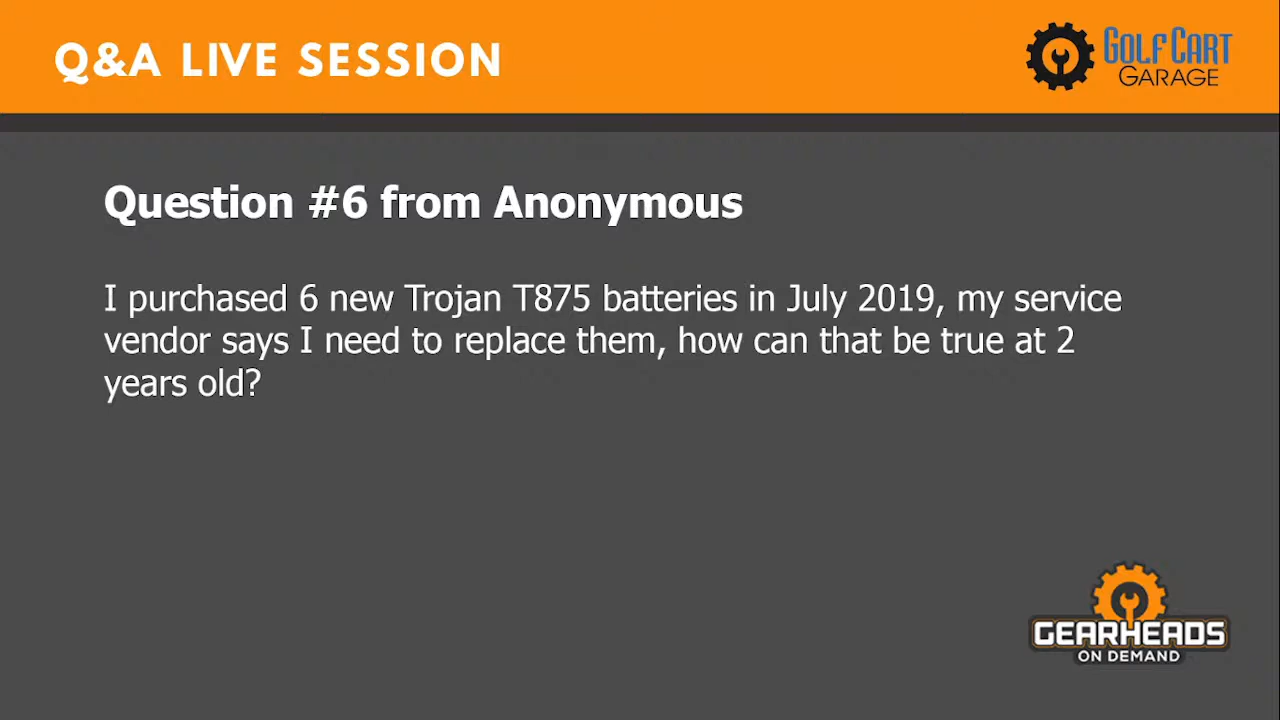 Q&A LIVE SESSION
GOLF CART
GARAGE
Question #6 from Anonymous
I purchased 6 new Trojan T875 batteries in July 2019, my service
vendor says I need to replace them, how can that be true at 2
years old?
GEARHEADS
ON DEMAND